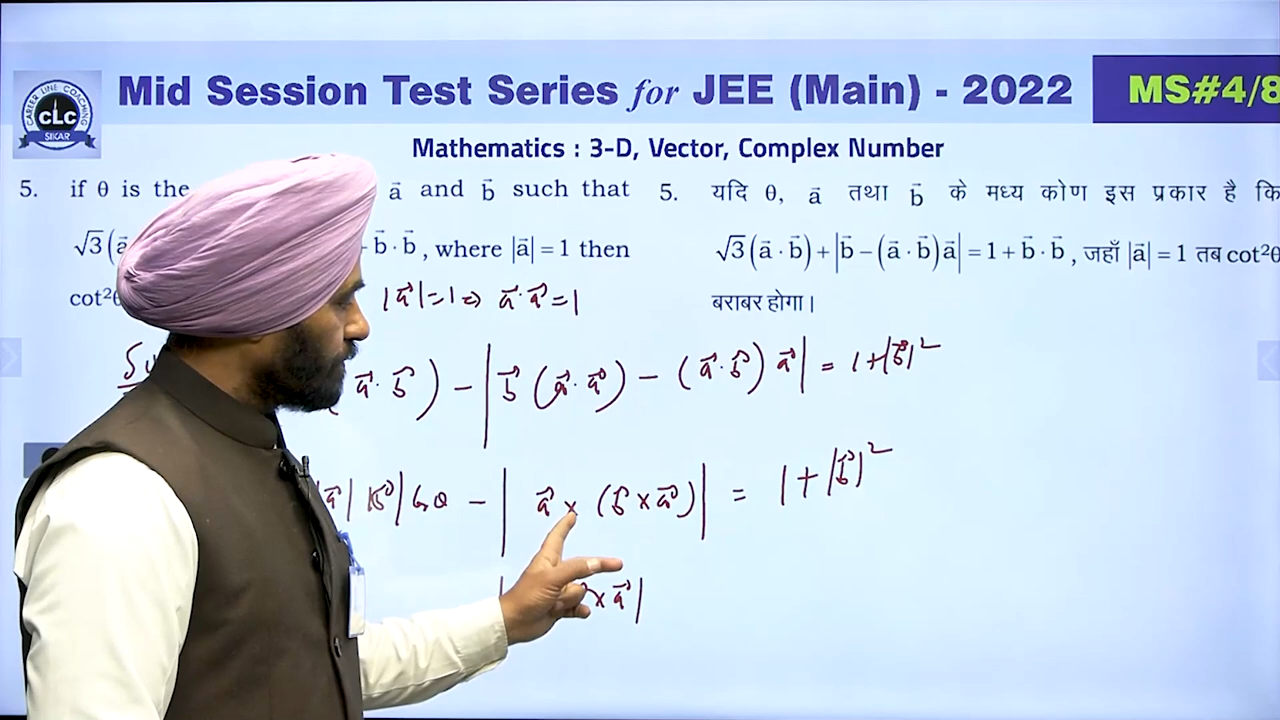 Mid Session Test Series for JEE (Main) - 2022
MS#4/8
CAREER LINE COACHING
CLC
SIKAR
Mathematics : 3-D, Vector, Complex Number
5. if θ is the a⃗ and b⃗ such that
√3(a⃗ b⃗·b⃗, where |a⃗|=1 then
cot²θ
|a⃗|=1 ⇒ a⃗·a⃗=1
5. यदि θ, a⃗ तथा b⃗ के मध्य कोण इस प्रकार है कि
√3(a⃗·b⃗)+|b⃗−(a⃗·b⃗)a⃗|=1+b⃗·b⃗, जहाँ |a⃗|=1 तब cot²θ
बराबर होगा।
a⃗·b⃗) − |b⃗(a⃗·a⃗) − (a⃗·b⃗)a⃗| = 1+|b⃗|²
|a⃗||b⃗|cosθ − |a⃗×(b⃗×a⃗)| = 1+|b⃗|²
×a⃗|